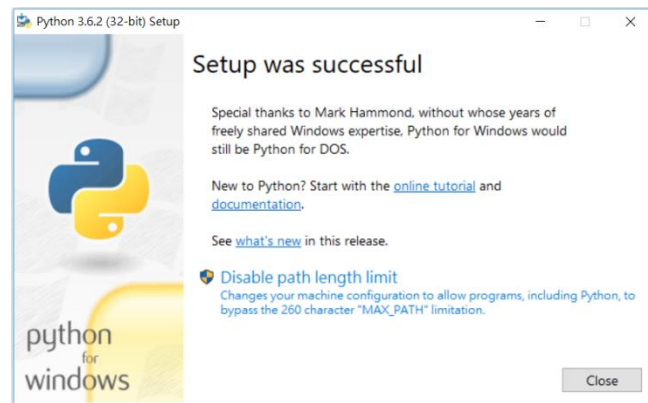 Python 3.6.2 (32-bit) Setup
Setup was successful
Special thanks to Mark Hammond, without whose years of
freely shared Windows expertise, Python for Windows would
still be Python for DOS.
New to Python? Start with the online tutorial and
documentation.
See what's new in this release.
Disable path length limit
Changes your machine configuration to allow programs, including Python, to
bypass the 260 character "MAX_PATH" limitation.
python
for
windows
Close